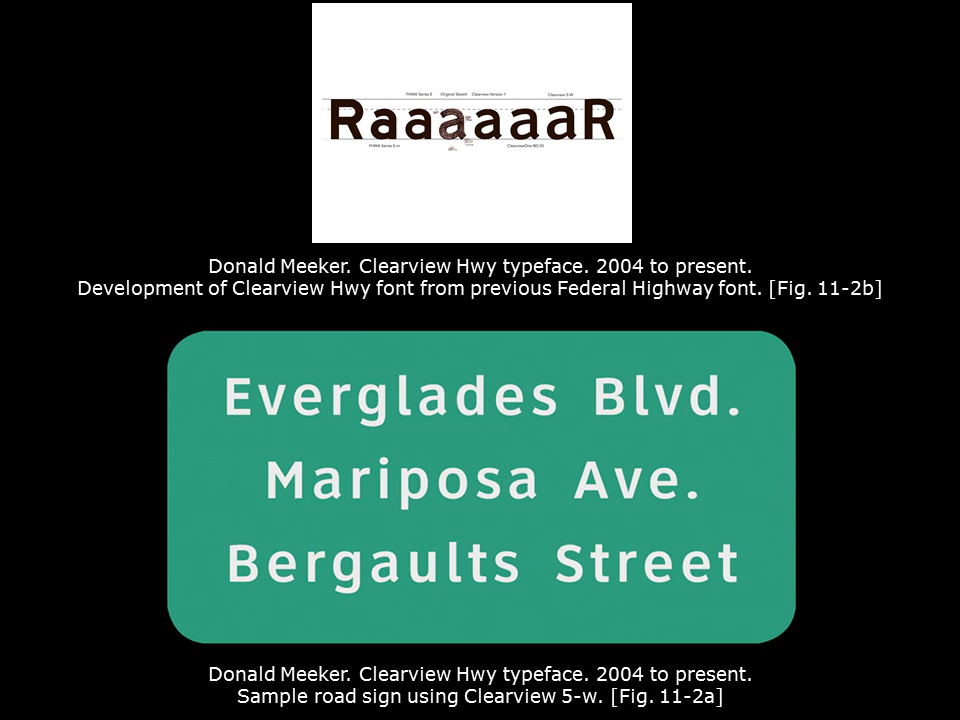 FHWA Series E Original Sketch Clearview Version 1 Clearview 5-W
RaaaaaaR
FHWA Series E-m ClearviewOne BD-55
Donald Meeker. Clearview Hwy typeface. 2004 to present.
Development of Clearview Hwy font from previous Federal Highway font. [Fig. 11-2b]
Everglades Blvd.
Mariposa Ave.
Bergaults Street
Donald Meeker. Clearview Hwy typeface. 2004 to present.
Sample road sign using Clearview 5-w. [Fig. 11-2a]